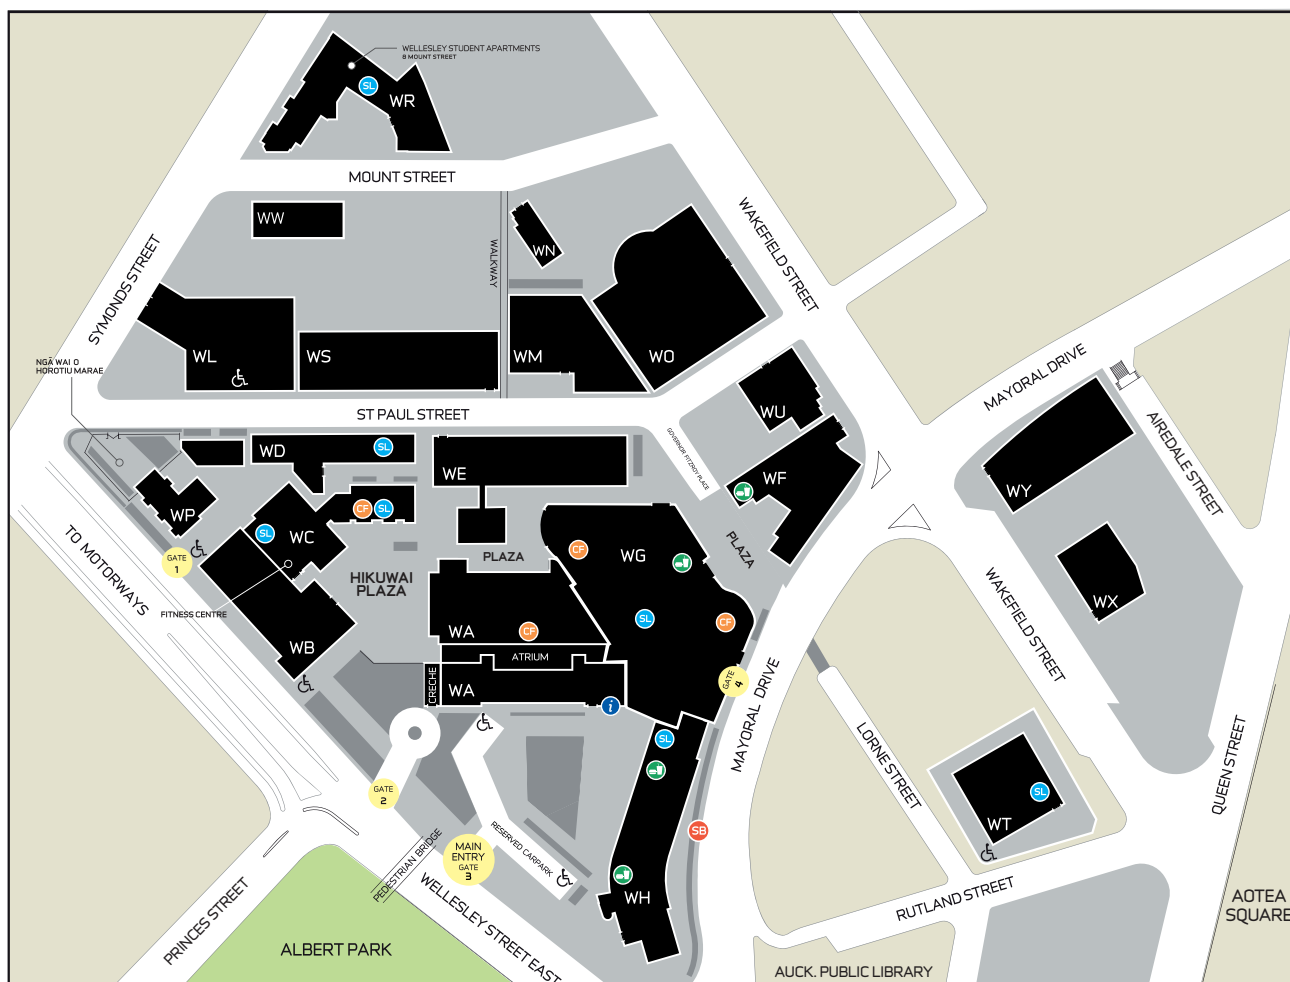 WELLESLEY STUDENT APARTMENTS
8 MOUNT STREET
SL
WR
MOUNT STREET
WW
WALKWAY
WN
WAKEFIELD STREET
SYMONDS STREET
WL
WS
WM
WO
NGĀ WAI O
HOROTIU MARAE
MAYORAL DRIVE
AIREDALE STREET
ST PAUL STREET
WU
WD
SL
WE
GOVERNOR FITZROY PLACE
WF
WY
WP
CF
SL
SL
WC
GATE
1
TO MOTORWAYS
PLAZA
CF
WG
PLAZA
HIKUWAI
PLAZA
FITNESS CENTRE
WAKEFIELD STREET
WX
SL
CF
WB
WA
CF
ATRIUM
CRECHE
WA
i
GATE
4
MAYORAL DRIVE
SL
LORNE STREET
QUEEN STREET
GATE
2
SL
WT
SB
RESERVED CARPARK
MAIN
ENTRY
GATE
3
PEDESTRIAN BRIDGE
WELLESLEY STREET EAST
PRINCES STREET
ALBERT PARK
WH
RUTLAND STREET
AOTEA
SQUARE
AUCK. PUBLIC LIBRARY